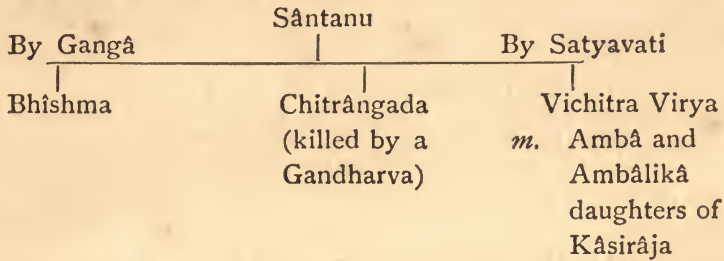 Sântanu
By Gangâ By Satyavati
Bhîshma Chitrângada Vichitra Virya
(killed by a m. Ambâ and
Gandharva) Ambâlikâ
daughters of
Kâsirâja